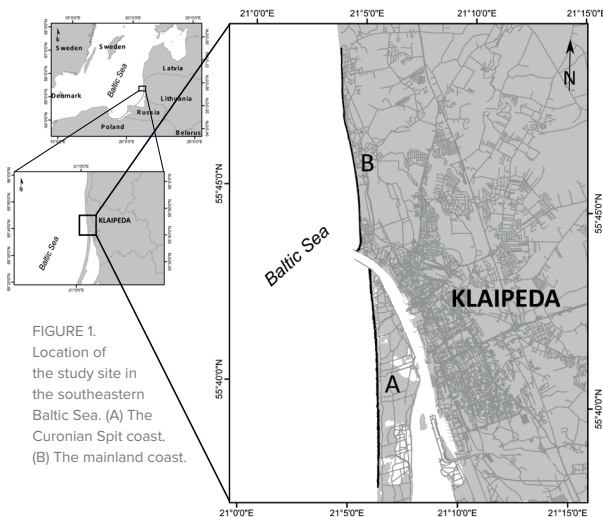 Sweden
Sweden
Baltic Sea
Latvia
Denmark
Lithuania
Russia
Poland
Belarus
21°0'0"E
KLAIPEDA
Baltic Sea
21°0'0"E
FIGURE 1.
Location of
the study site in
the southeastern
Baltic Sea. (A) The
Curonian Spit coast.
(B) The mainland coast.
21°0'0"E 21°5'0"E 21°10'0"E 21°15'0"E
N
B
55°45'0"N
55°45'0"N
Baltic Sea
KLAIPEDA
A
55°40'0"N
55°40'0"N
21°0'0"E 21°5'0"E 21°10'0"E 21°15'0"E